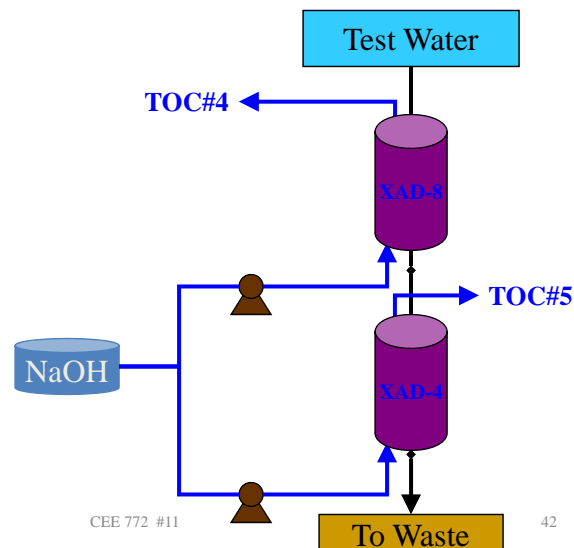 Test Water
TOC#4
XAD-8
TOC#5
NaOH
XAD-4
CEE 772 #11
42
To Waste